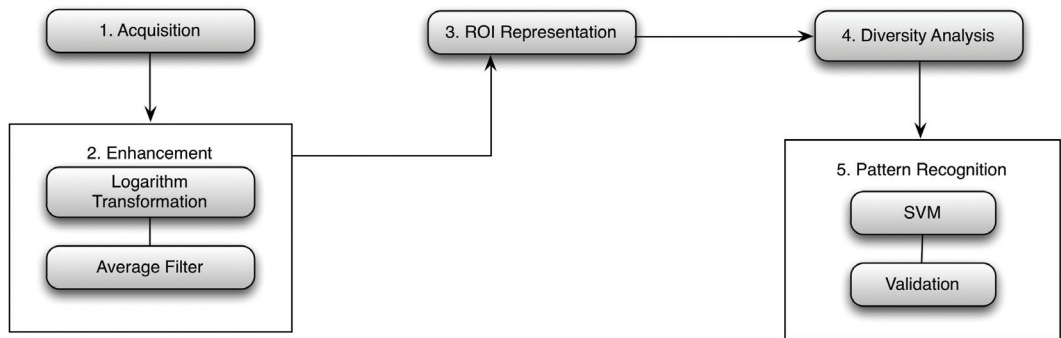 1. Acquisition
2. Enhancement
Logarithm
Transformation
Average Filter
3. ROI Representation
4. Diversity Analysis
5. Pattern Recognition
SVM
Validation